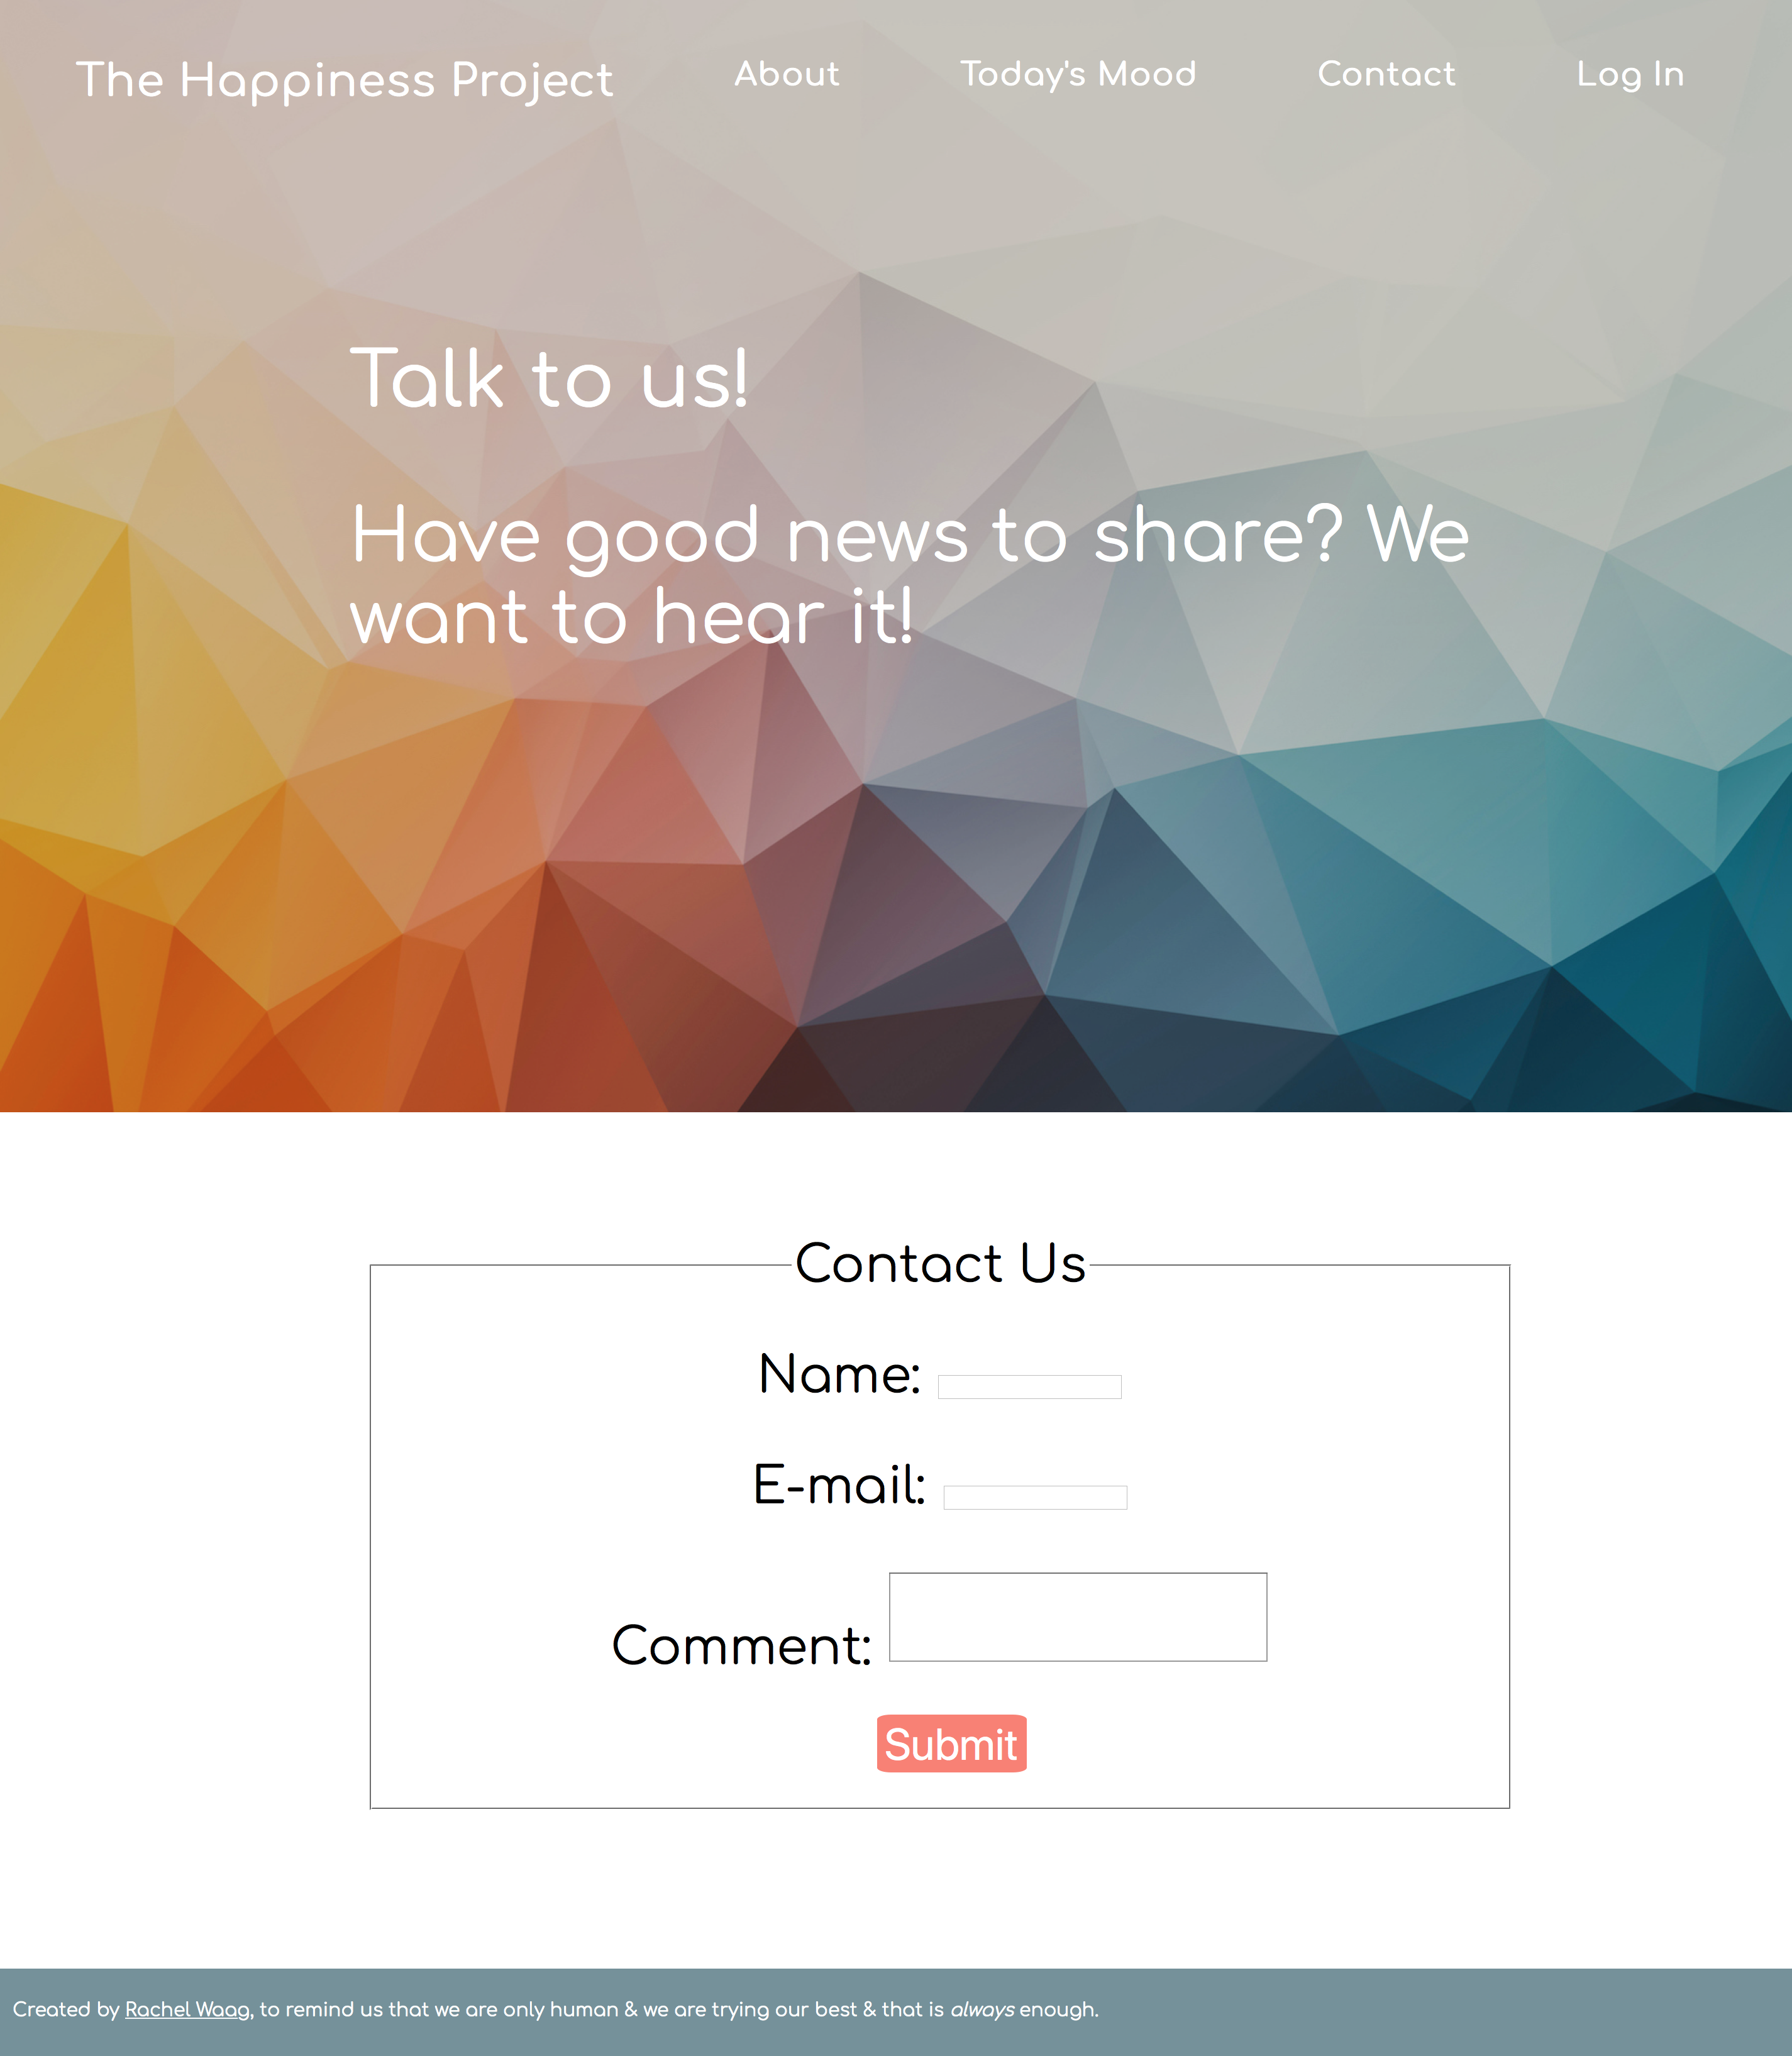 The Happiness Project
About
Today's Mood
Contact
Log In
Talk to us!
Have good news to share? We
want to hear it!
Contact Us
Name:
E-mail:
Comment:
Submit
Created by Rachel Waag, to remind us that we are only human & we are trying our best & that is always enough.